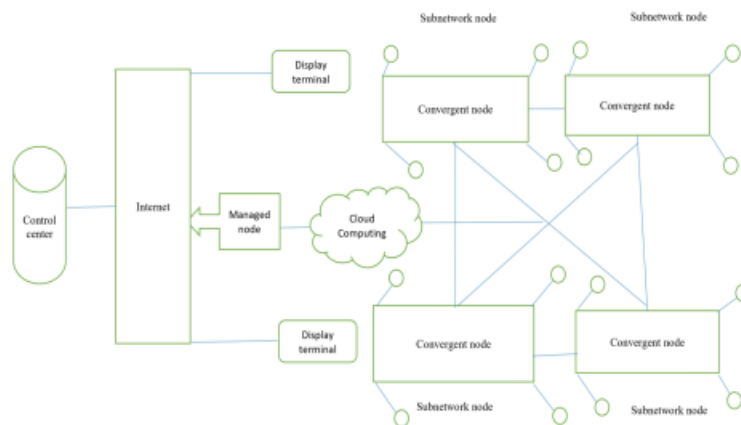 Subnetwork node
Subnetwork node
Display
terminal
Convergent node
Convergent node
Control
center
Internet
Managed
node
Cloud
Computing
Display
terminal
Convergent node
Convergent node
Subnetwork node
Subnetwork node